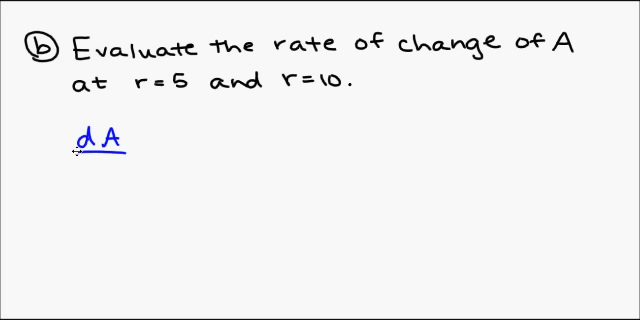 (b) Evaluate the rate of change of A
at r = 5 and r = 10.
dA